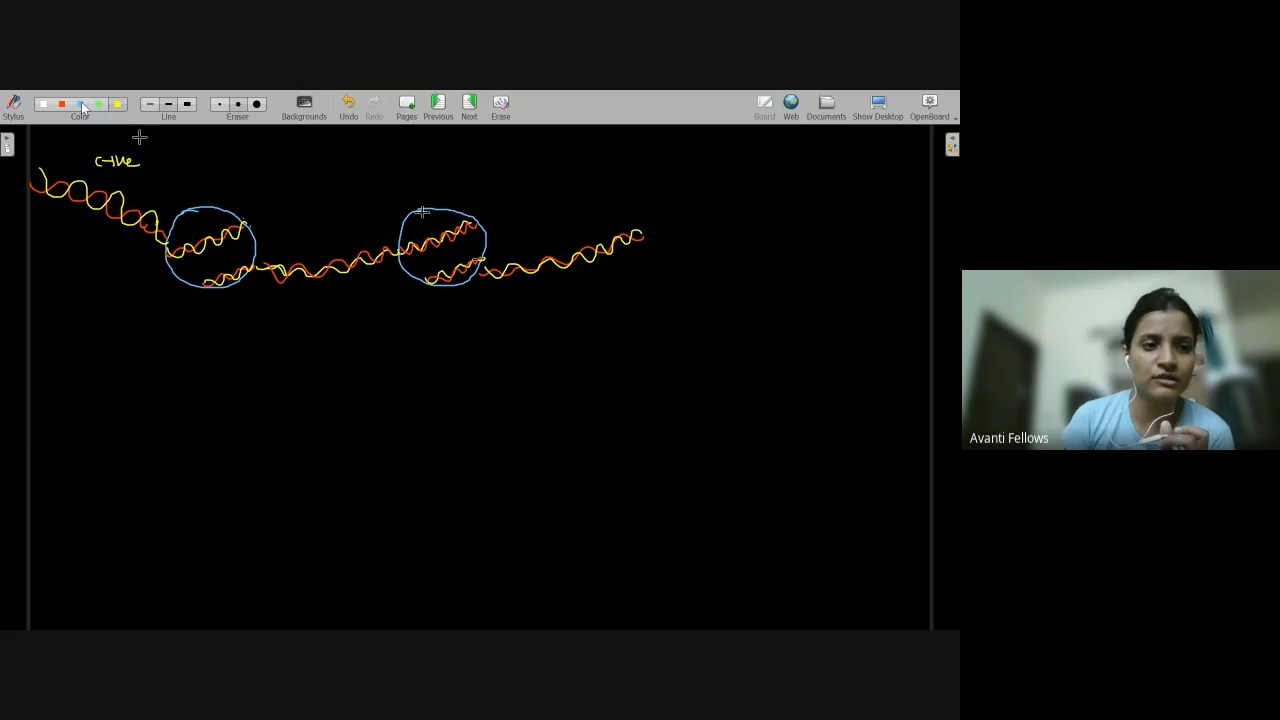 Stylus
Color
Line
Eraser
Backgrounds
Undo
Redo
Pages
Previous
Next
Erase
Board
Web
Documents
Show Desktop
OpenBoard
Avanti Fellows